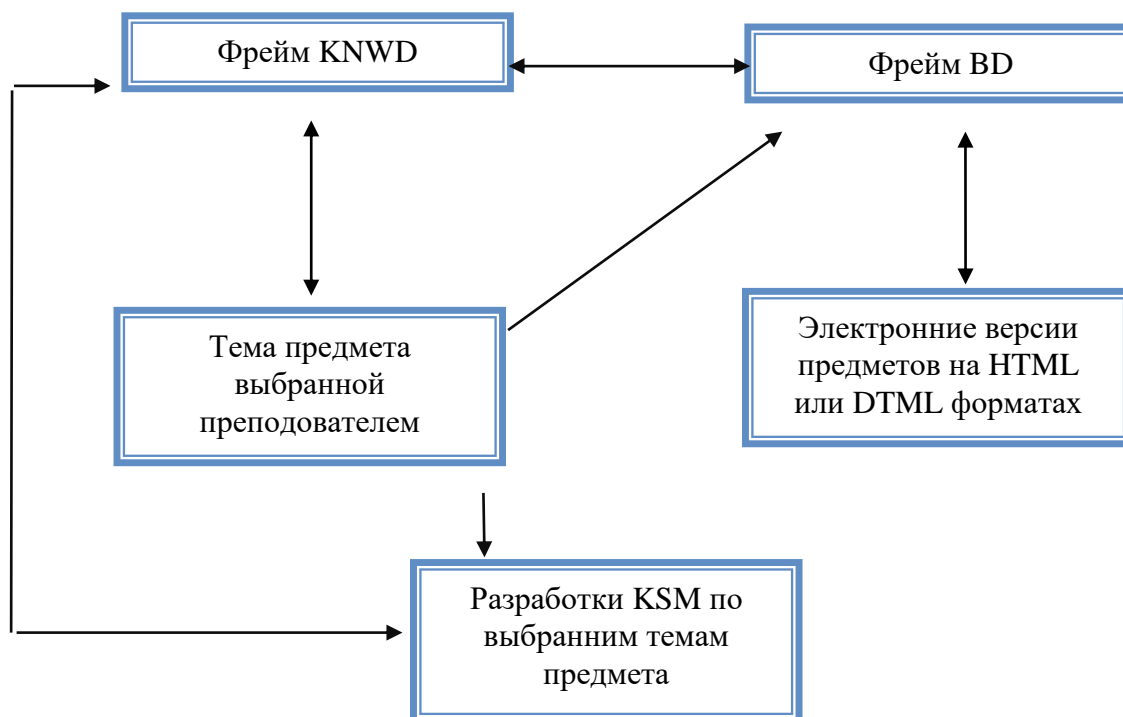 Фрейм KNWD
Фрейм BD
Тема предмета
выбранной
преподователем
Электронние версии
предметов на HTML
или DTML форматах
Разработки KSM по
выбранним темам
предмета